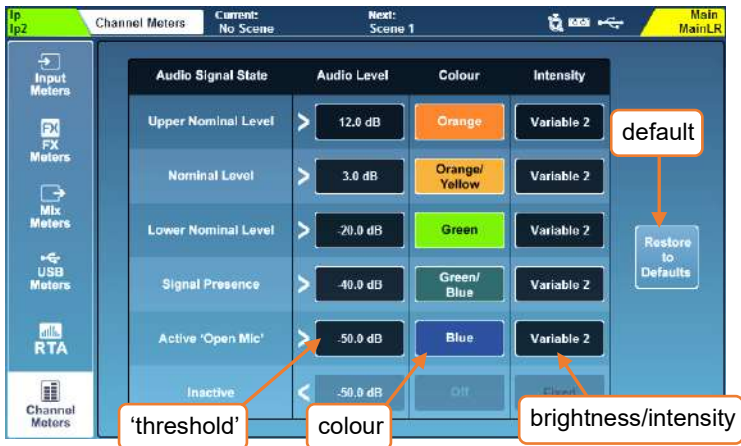 Ip
Ip2
Channel Meters
Current:
No Scene
Next:
Scene 1
Main
MainLR
Input
Meters
FX
FX
Meters
Mix
Meters
USB
Meters
RTA
Channel
Meters
Audio Signal State Audio Level Colour Intensity
Upper Nominal Level > 12.0 dB Orange Variable 2
Nominal Level > 3.0 dB Orange/
Yellow Variable 2
Lower Nominal Level > -20.0 dB Green Variable 2
Signal Presence > -40.0 dB Green/
Blue Variable 2
Active 'Open Mic' > -50.0 dB Blue Variable 2
Inactive < -50.0 dB Off Fixed
default
Restore
to
Defaults
'threshold'
colour
brightness/intensity